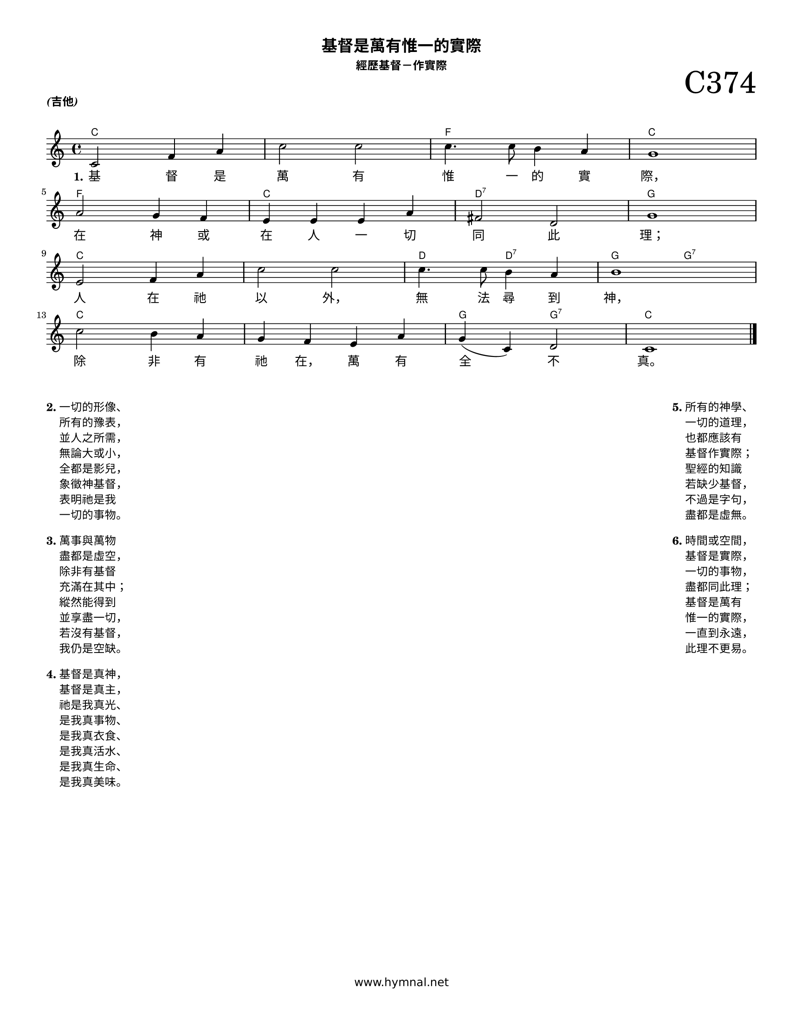 基督是萬有惟一的實際
經歷基督－作實際
C374
(吉他)
C F C
1. 基 督 是 萬 有 惟 一 的 實 際，
5 F C D7 G
在 神 或 在 人 一 切 同 此 理；
9 C D D7 G G7
人 在 祂 以 外， 無 法 尋 到 神，
13 C G G7 C
除 非 有 祂 在， 萬 有 全 不 真。
2. 一切的形像、
所有的豫表，
並人之所需，
無論大或小，
全都是影兒，
象徵神基督，
表明祂是我
一切的事物。
3. 萬事與萬物
盡都是虛空，
除非有基督
充滿在其中；
縱然能得到
並享盡一切，
若沒有基督，
我仍是空缺。
4. 基督是真神，
基督是真主，
祂是我真光、
是我真事物、
是我真衣食、
是我真活水、
是我真生命、
是我真美味。
5. 所有的神學、
一切的道理，
也都應該有
基督作實際；
聖經的知識
若缺少基督，
不過是字句，
盡都是虛無。
6. 時間或空間，
基督是實際，
一切的事物，
盡都同此理；
基督是萬有
惟一的實際，
一直到永遠，
此理不更易。
www.hymnal.net